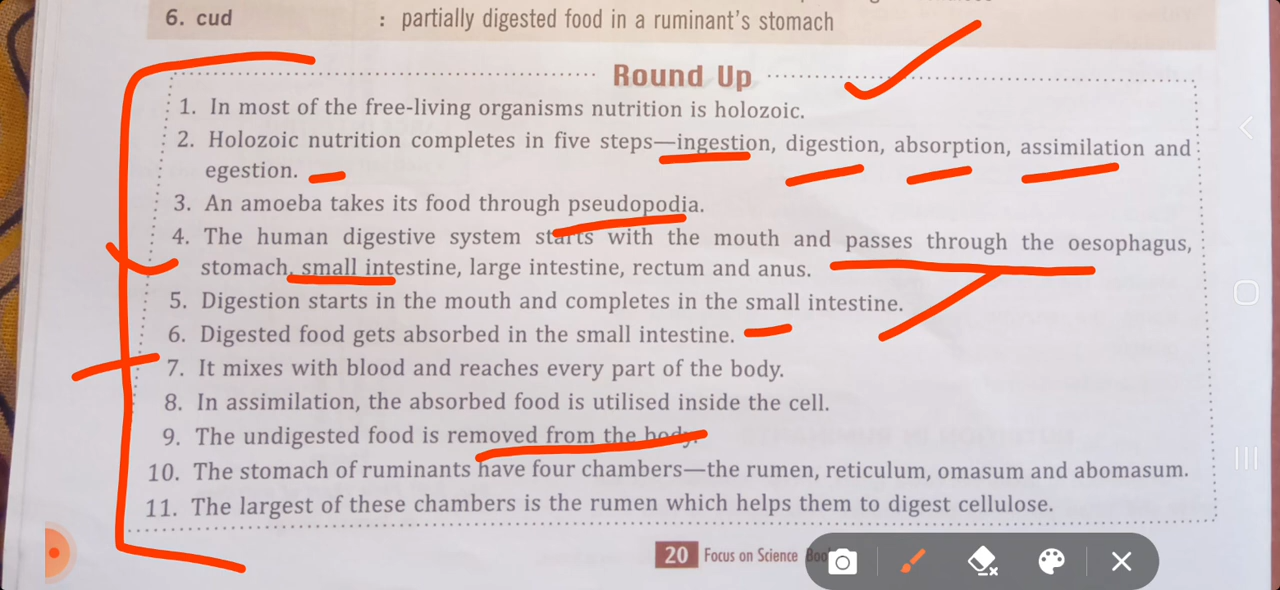 6. cud : partially digested food in a ruminant's stomach
Round Up
1. In most of the free-living organisms nutrition is holozoic.
2. Holozoic nutrition completes in five steps—ingestion, digestion, absorption, assimilation and
egestion.
3. An amoeba takes its food through pseudopodia.
4. The human digestive system starts with the mouth and passes through the oesophagus,
stomach, small intestine, large intestine, rectum and anus.
5. Digestion starts in the mouth and completes in the small intestine.
6. Digested food gets absorbed in the small intestine.
7. It mixes with blood and reaches every part of the body.
8. In assimilation, the absorbed food is utilised inside the cell.
9. The undigested food is removed from the body.
10. The stomach of ruminants have four chambers—the rumen, reticulum, omasum and abomasum.
11. The largest of these chambers is the rumen which helps them to digest cellulose.
20 Focus on Science